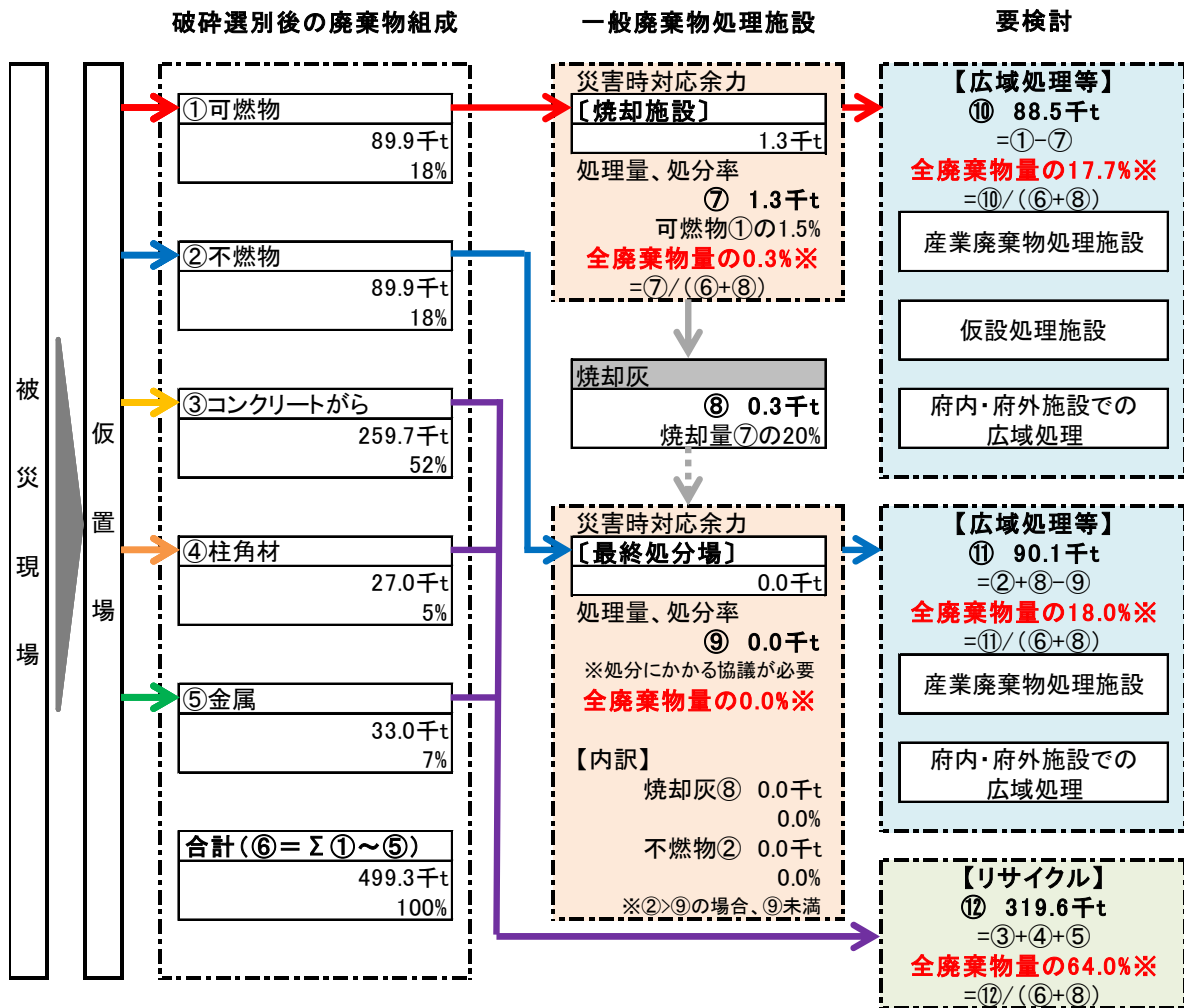 破砕選別後の廃棄物組成
一般廃棄物処理施設
要検討
被災現場
仮置場
①可燃物
89.9千t
18%
②不燃物
89.9千t
18%
③コンクリートがら
259.7千t
52%
④柱角材
27.0千t
5%
⑤金属
33.0千t
7%
合計(⑥=Σ①～⑤)
499.3千t
100%
災害時対応余力
〔焼却施設〕
1.3千t
処理量、処分率
⑦ 1.3千t
可燃物①の1.5%
全廃棄物量の0.3%※
=⑦/(⑥+⑧)
焼却灰
⑧ 0.3千t
焼却量⑦の20%
災害時対応余力
〔最終処分場〕
0.0千t
処理量、処分率
⑨ 0.0千t
※処分にかかる協議が必要
全廃棄物量の0.0%※
【内訳】
焼却灰⑧ 0.0千t
0.0%
不燃物② 0.0千t
0.0%
※②>⑨の場合、⑨未満
【広域処理等】
⑩ 88.5千t
=①-⑦
全廃棄物量の17.7%※
=⑩/(⑥+⑧)
産業廃棄物処理施設
仮設処理施設
府内・府外施設での
広域処理
【広域処理等】
⑪ 90.1千t
=②+⑧-⑨
全廃棄物量の18.0%※
=⑪/(⑥+⑧)
産業廃棄物処理施設
府内・府外施設での
広域処理
【リサイクル】
⑫ 319.6千t
=③+④+⑤
全廃棄物量の64.0%※
=⑫/(⑥+⑧)